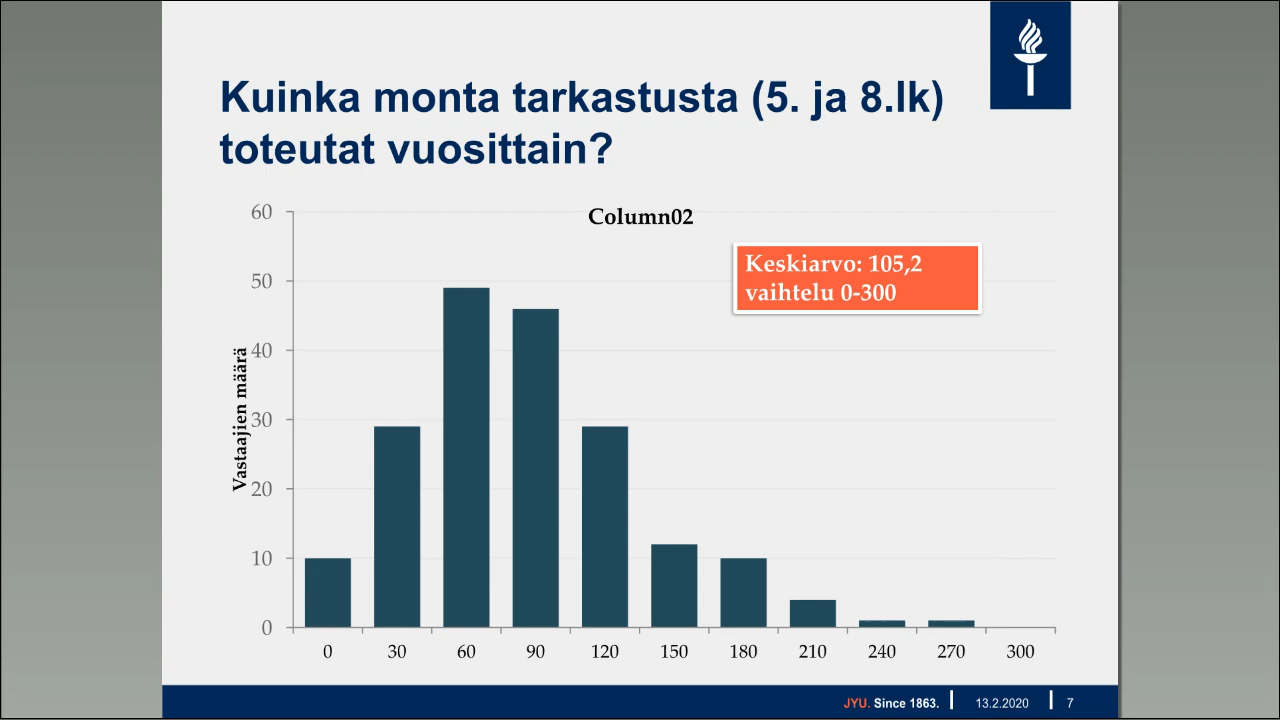 Kuinka monta tarkastusta (5. ja 8.lk)
toteutat vuosittain?
Column02
Keskiarvo: 105,2
vaihtelu 0-300
Vastaajien määrä
60
50
40
30
20
10
0
0 30 60 90 120 150 180 210 240 270 300
JYU. Since 1863. 13.2.2020 7